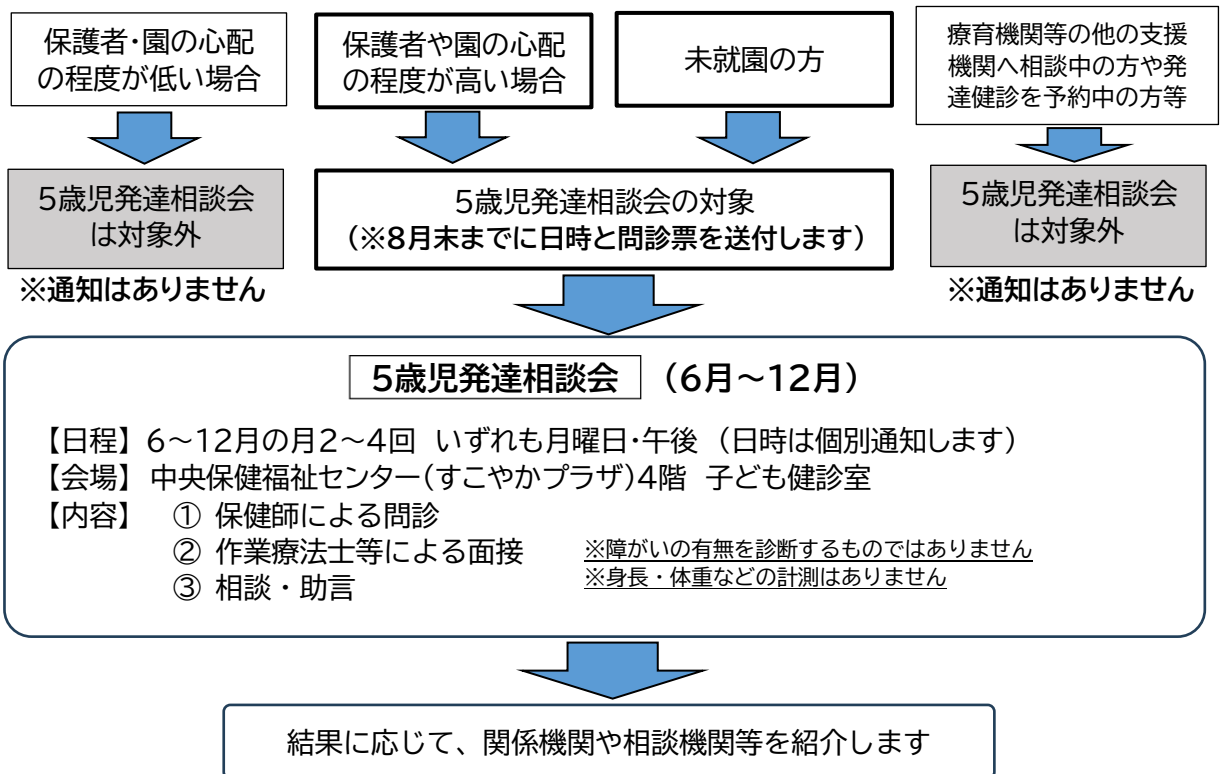 保護者・園の心配
の程度が低い場合
保護者や園の心配
の程度が高い場合
未就園の方
療育機関等の他の支援
機関へ相談中の方や発
達健診を予約中の方等
5歳児発達相談会
は対象外
※通知はありません
5歳児発達相談会の対象
（※8月末までに日時と問診票を送付します）
5歳児発達相談会
は対象外
※通知はありません
5歳児発達相談会 （6月～12月）
【日程】 6～12月の月2～4回 いずれも月曜日・午後 （日時は個別通知します）
【会場】 中央保健福祉センター（すこやかプラザ）4階 子ども健診室
【内容】 ① 保健師による問診
② 作業療法士等による面接 ※障がいの有無を診断するものではありません
※身長・体重などの計測はありません
③ 相談・助言
結果に応じて、関係機関や相談機関等を紹介します